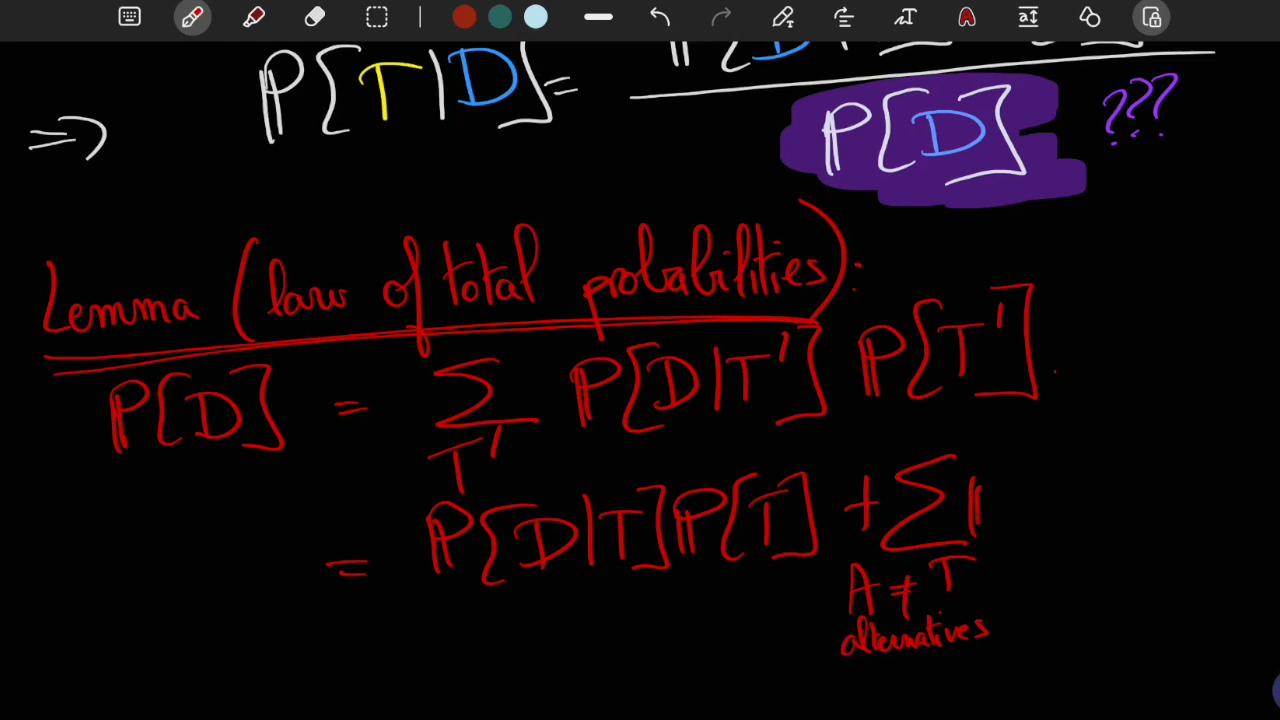 => P[T|D] =
P[D] ???
Lemma (law of total probabilities):
P[D] = ∑ P[D|T'] P[T'].
T'
= P[D|T] P[T] + ∑
A ≠ T
alternatives